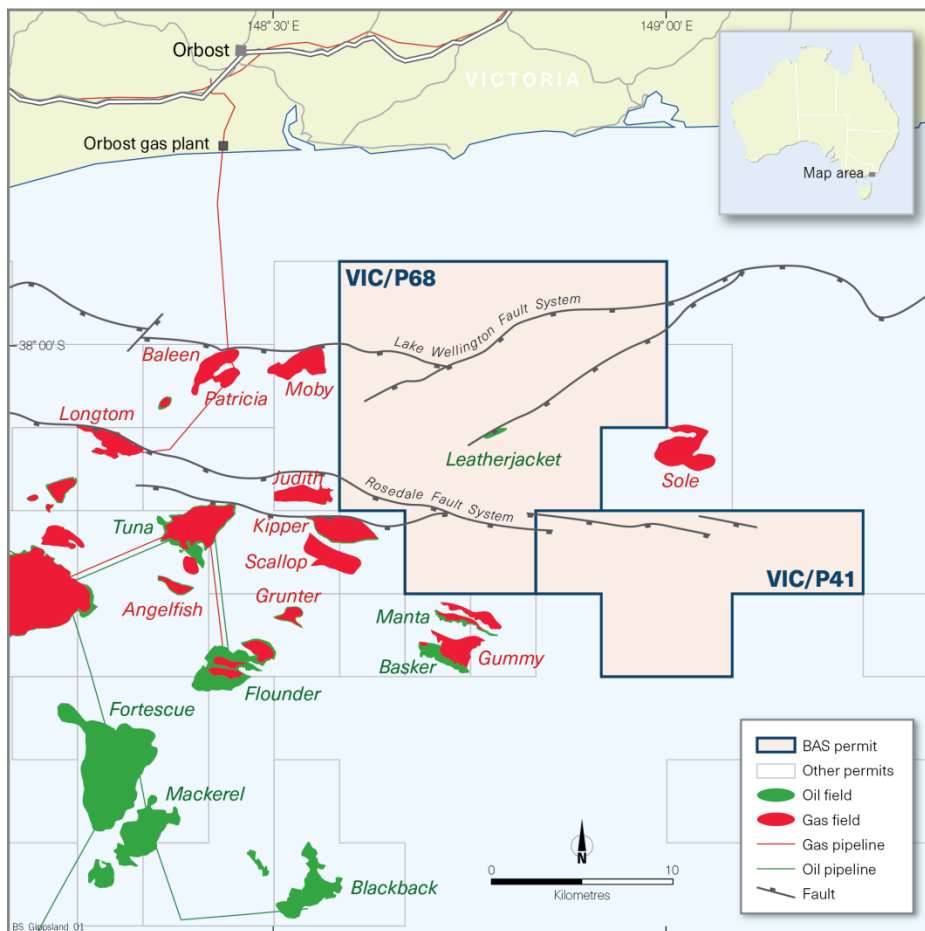 148° 30' E
149° 00' E
Orbost
VICTORIA
Orbost gas plant
Map area
VIC/P68
Lake Wellington Fault System
38° 00' S
Baleen
Patricia
Moby
Longtom
Leatherjacket
Sole
Judith
Rosedale Fault System
Tuna
Kipper
Scallop
VIC/P41
Angelfish
Grunter
Manta
Basker
Gummy
Flounder
Fortescue
Mackerel
Blackback
N
0
10
Kilometres
BAS permit
Other permits
Oil field
Gas field
Gas pipeline
Oil pipeline
Fault
BS Gippsland 01